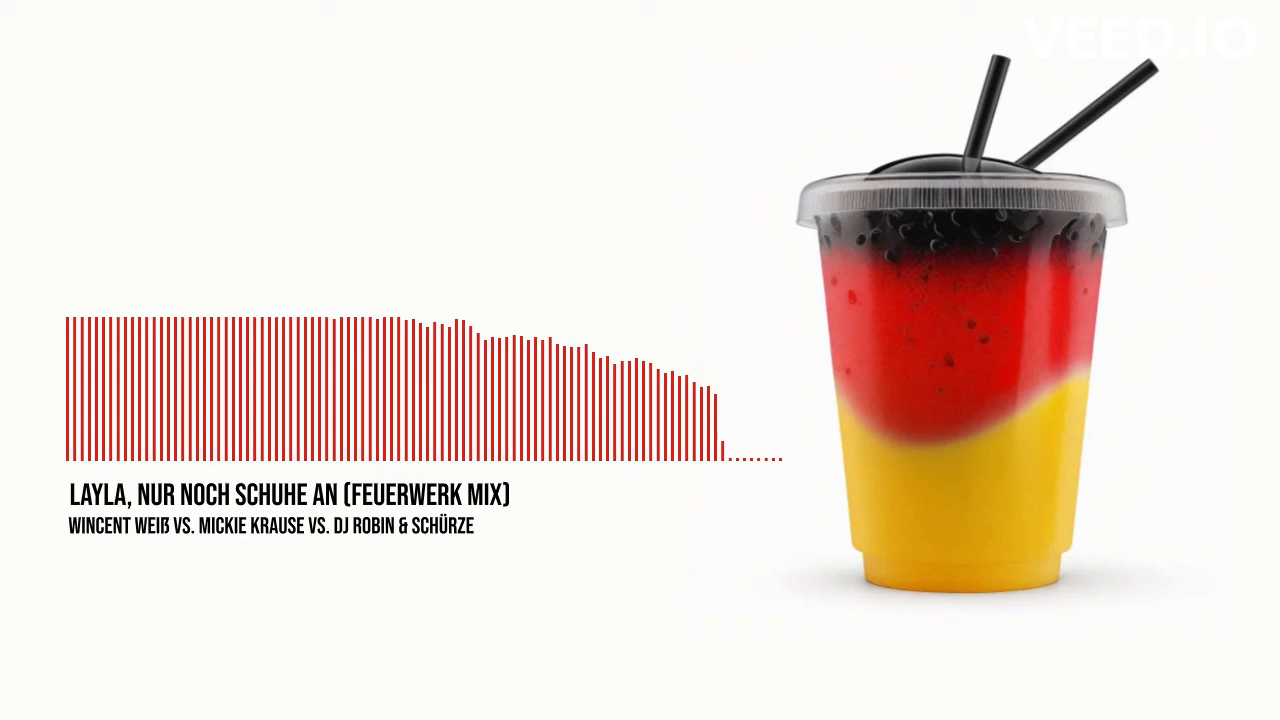 VEED.IO
LAYLA, NUR NOCH SCHUHE AN (FEUERWERK MIX)
WINCENT WEIß VS. MICKIE KRAUSE VS. DJ ROBIN & SCHÜRZE